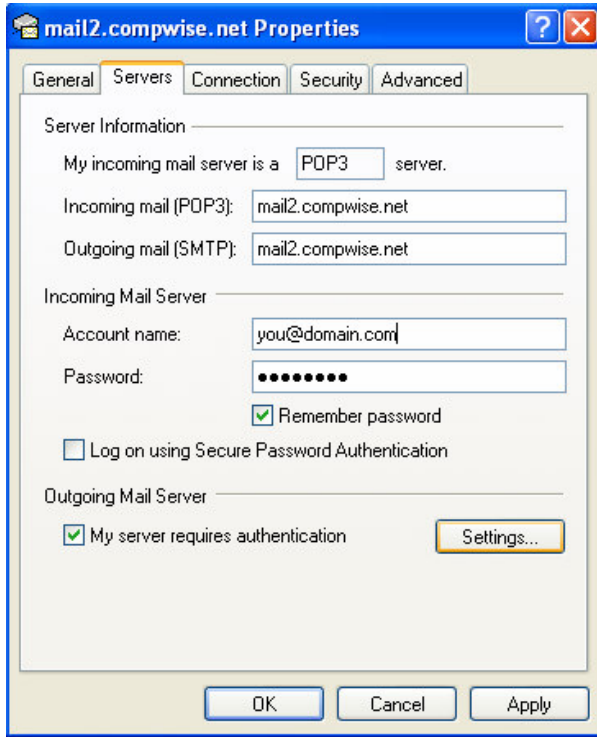 mail2.compwise.net Properties
General Servers Connection Security Advanced
Server Information
My incoming mail server is a POP3 server.
Incoming mail (POP3): mail2.compwise.net
Outgoing mail (SMTP): mail2.compwise.net
Incoming Mail Server
Account name: you@domain.com
Password: ●●●●●●●●
Remember password
Log on using Secure Password Authentication
Outgoing Mail Server
My server requires authentication Settings...
OK Cancel Apply